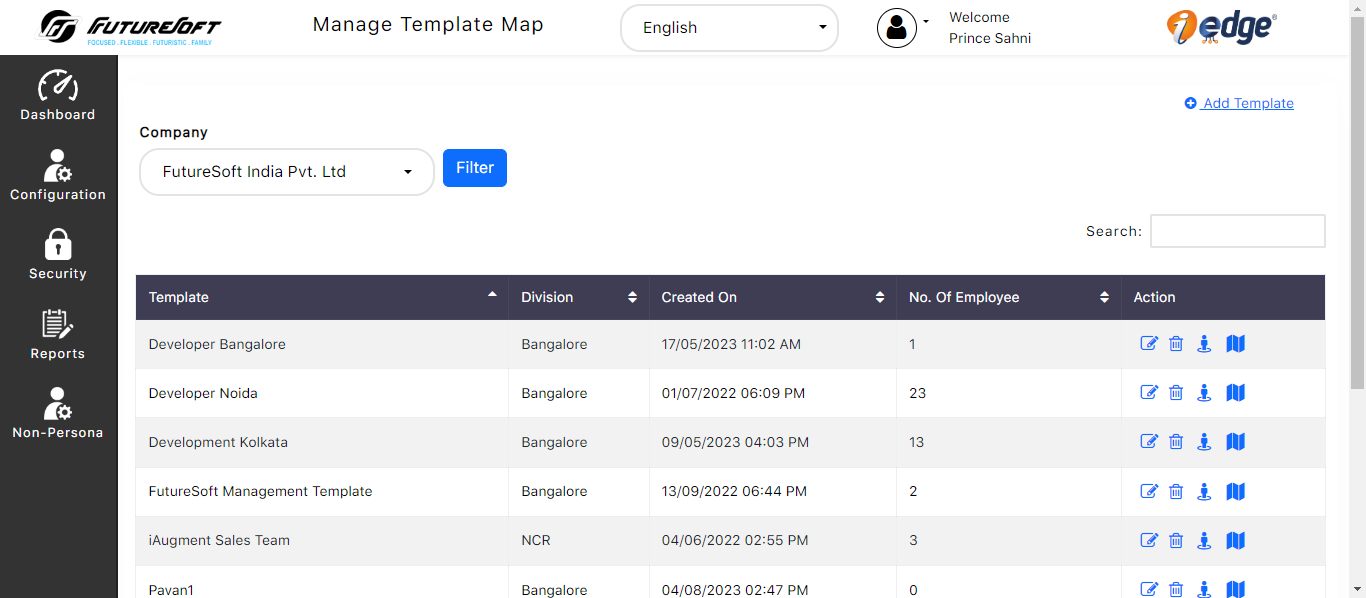 FUTURESOFT
FOCUSED . FLEXIBLE . FUTURISTIC . FAMILY
Manage Template Map
English
Welcome
Prince Sahni
iedge
Dashboard
Configuration
Security
Reports
Non-Persona
Add Template
Company
FutureSoft India Pvt. Ltd
Filter
Search:
Template Division Created On No. Of Employee Action
Developer Bangalore Bangalore 17/05/2023 11:02 AM 1
Developer Noida Bangalore 01/07/2022 06:09 PM 23
Development Kolkata Bangalore 09/05/2023 04:03 PM 13
FutureSoft Management Template Bangalore 13/09/2022 06:44 PM 2
iAugment Sales Team NCR 04/06/2022 02:55 PM 3
Pavan1 Bangalore 04/08/2023 02:47 PM 0